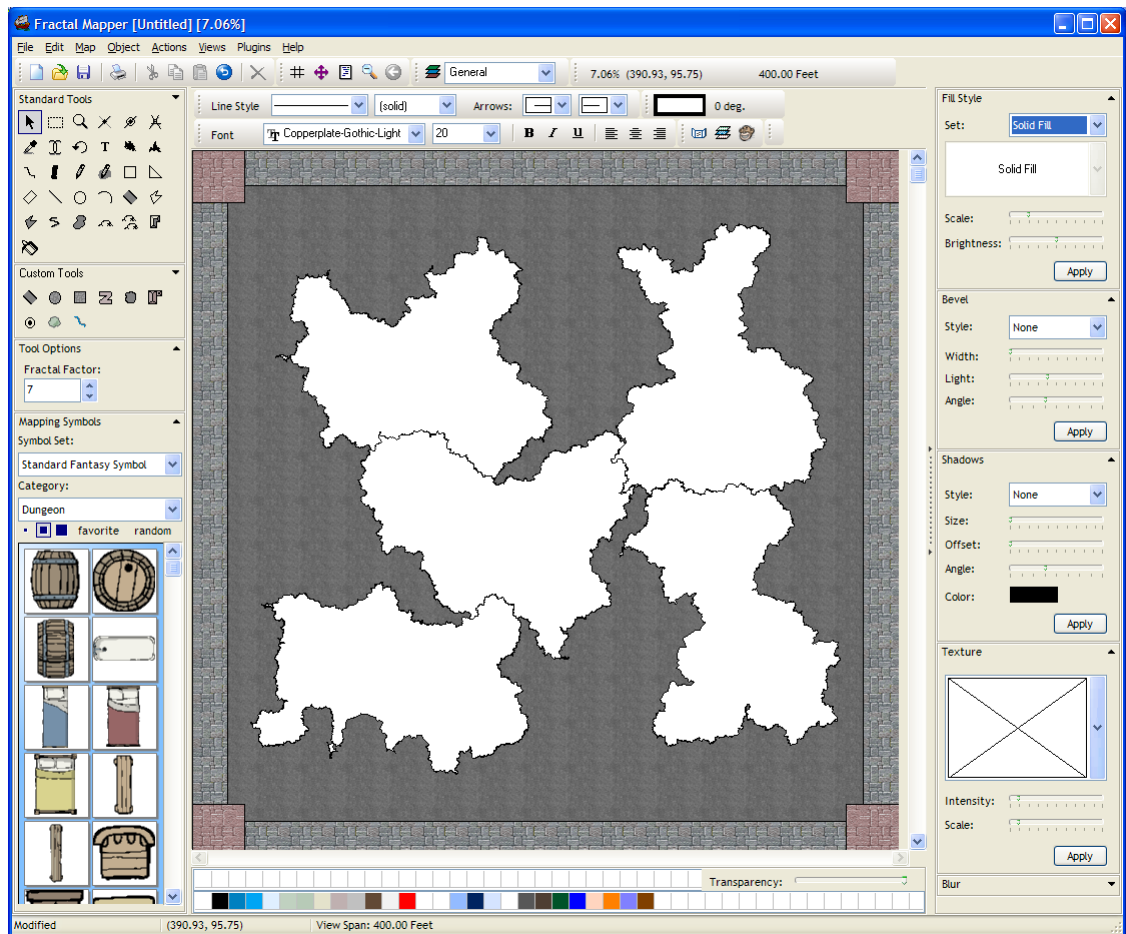 Fractal Mapper [Untitled] [7.06%]
File Edit Map Object Actions Views Plugins Help
General 7.06% (390.93, 95.75) 400.00 Feet
Standard Tools
T
Custom Tools
Tool Options
Fractal Factor:
7
Mapping Symbols
Symbol Set:
Standard Fantasy Symbol
Category:
Dungeon
favorite random
Line Style (solid) Arrows: 0 deg.
Font Copperplate-Gothic-Light 20 B I u
Transparency:
Fill Style
Set: Solid Fill
Solid Fill
Scale:
Brightness:
Apply
Bevel
Style: None
Width:
Light:
Angle:
Apply
Shadows
Style: None
Size:
Offset:
Angle:
Color:
Apply
Texture
Intensity:
Scale:
Apply
Blur
Modified (390.93, 95.75) View Span: 400.00 Feet